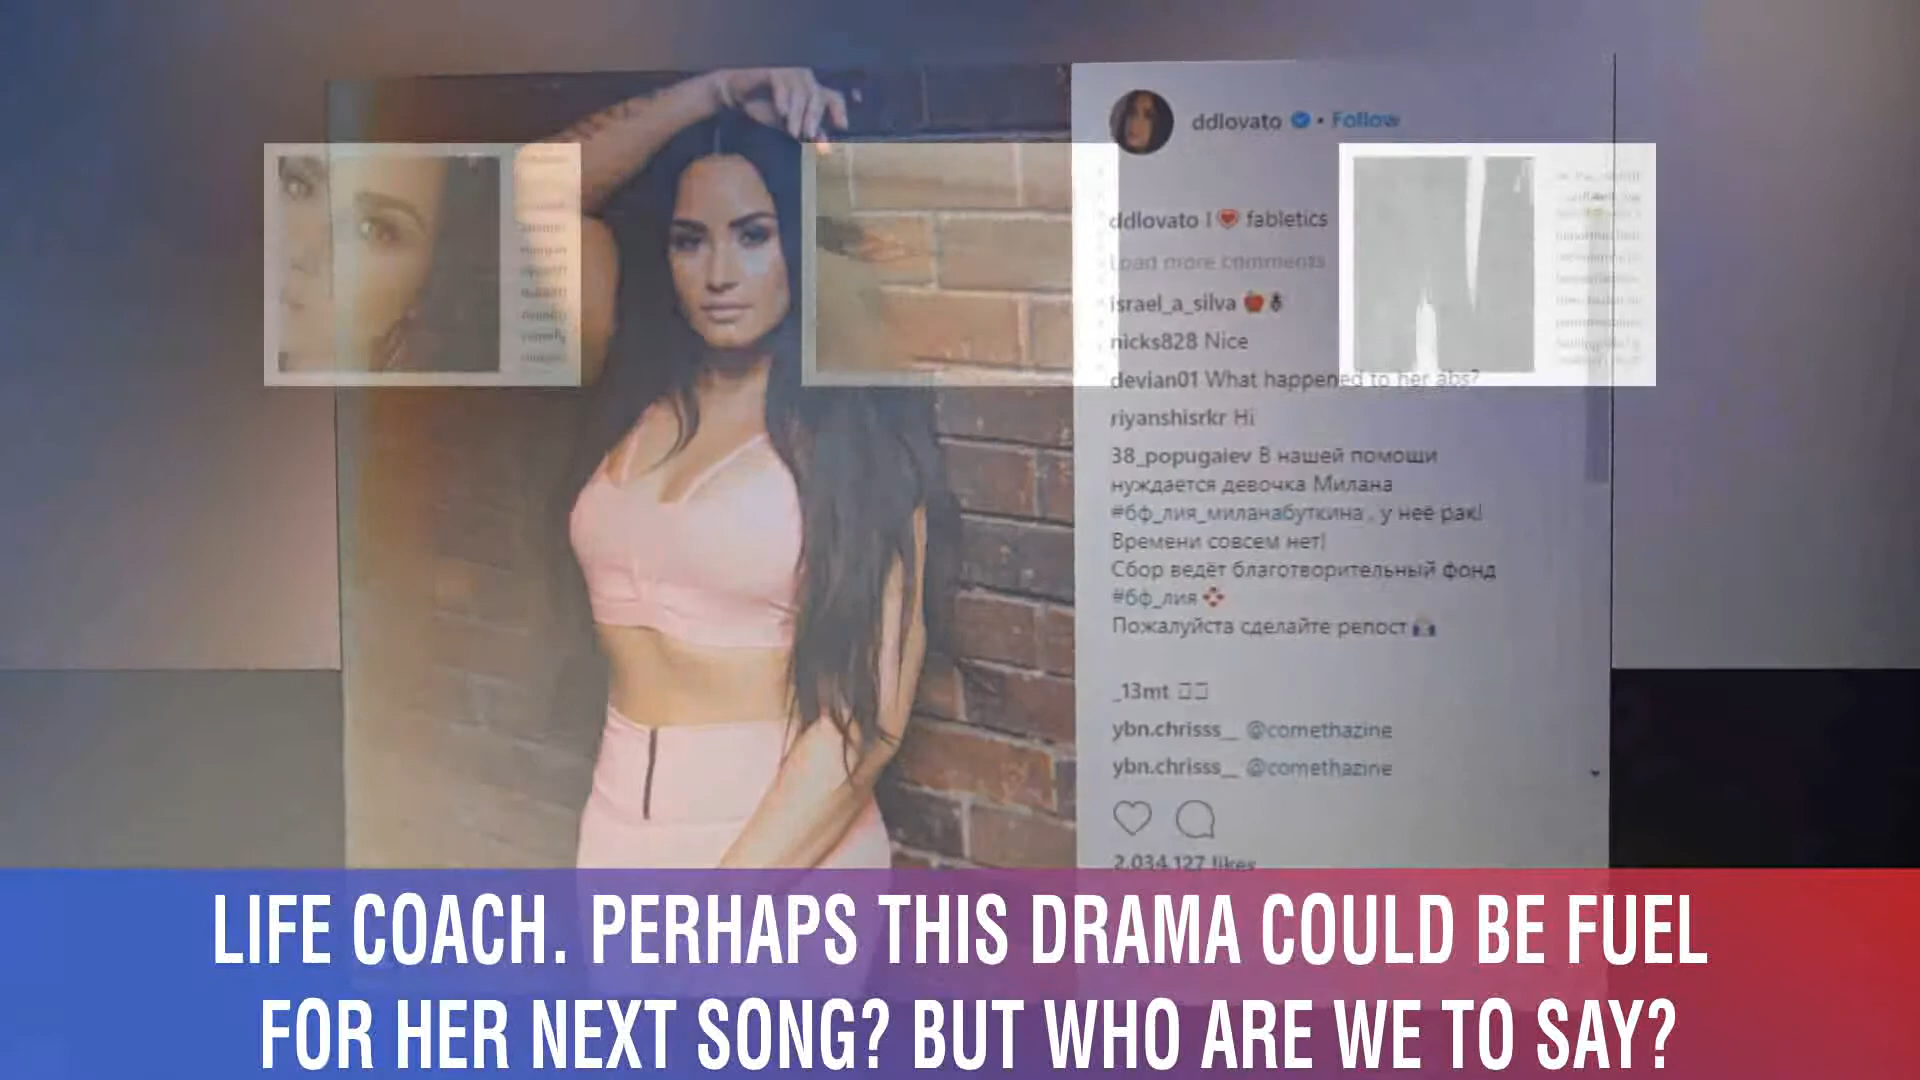 ddlovato • Follow
ddlovato I ❤ fabletics
Load more comments
israel_a_silva 🍎
nicks828 Nice
devian01 What happened to her abs?
riyanshisrkr Hi
38_popugaiev В нашей помощи
нуждается девочка Милана
#бф_лия_миланабуткина , у неё рак!
Времени совсем нет!
Сбор ведёт благотворительный фонд
#бф_лия
Пожалуйста сделайте репост
_13mt
ybn.chrisss__ @comethazine
ybn.chrisss__ @comethazine
2,034,127 likes
LIFE COACH. PERHAPS THIS DRAMA COULD BE FUEL
FOR HER NEXT SONG? BUT WHO ARE WE TO SAY?